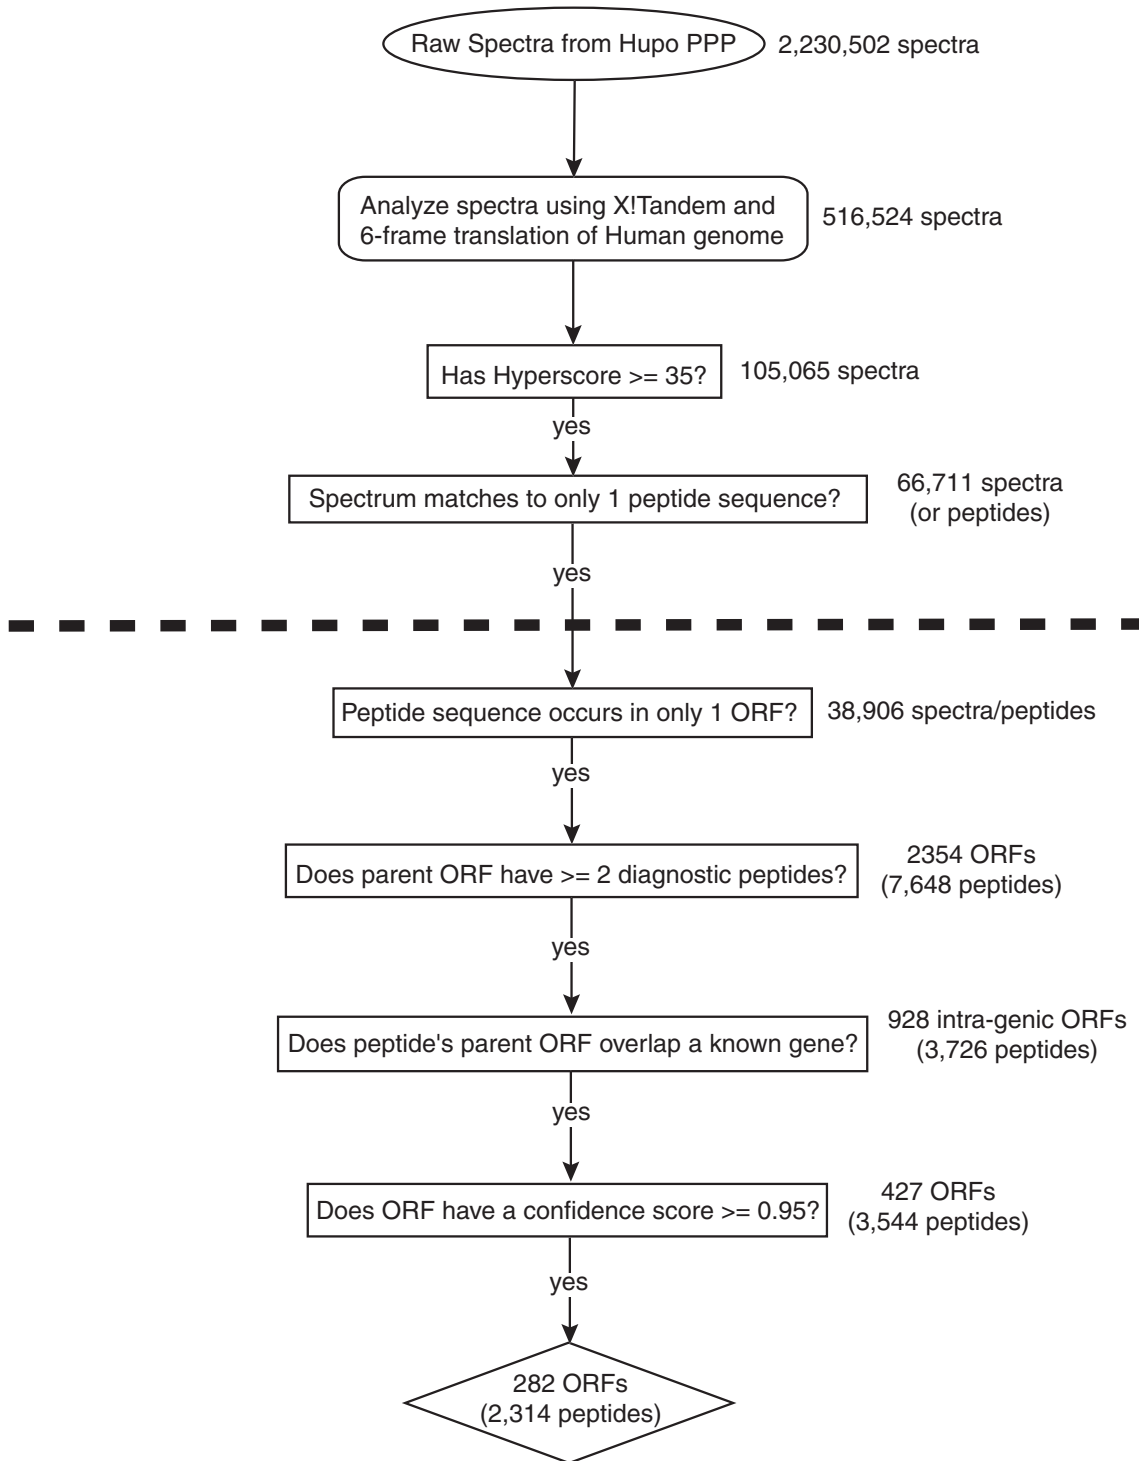 Raw Spectra from Hupo PPP
2,230,502 spectra
Analyze spectra using X!Tandem and
6-frame translation of Human genome
516,524 spectra
Has Hyperscore >= 35?
105,065 spectra
yes
Spectrum matches to only 1 peptide sequence?
66,711 spectra
(or peptides)
yes
Peptide sequence occurs in only 1 ORF?
38,906 spectra/peptides
yes
Does parent ORF have >= 2 diagnostic peptides?
2354 ORFs
(7,648 peptides)
yes
Does peptide's parent ORF overlap a known gene?
928 intra-genic ORFs
(3,726 peptides)
yes
Does ORF have a confidence score >= 0.95?
427 ORFs
(3,544 peptides)
yes
282 ORFs
(2,314 peptides)